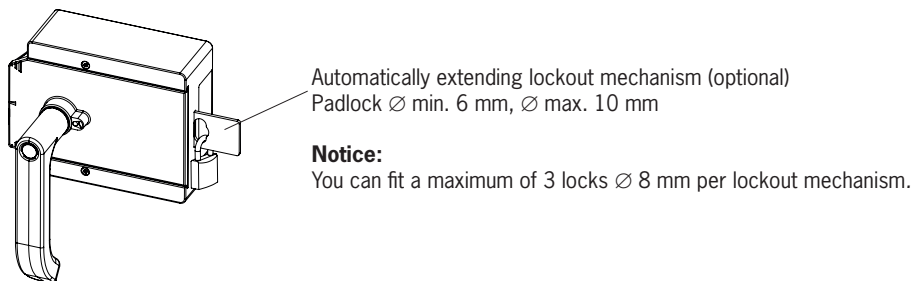 Automatically extending lockout mechanism (optional)
Padlock ∅ min. 6 mm, ∅ max. 10 mm
Notice:
You can fit a maximum of 3 locks ∅ 8 mm per lockout mechanism.